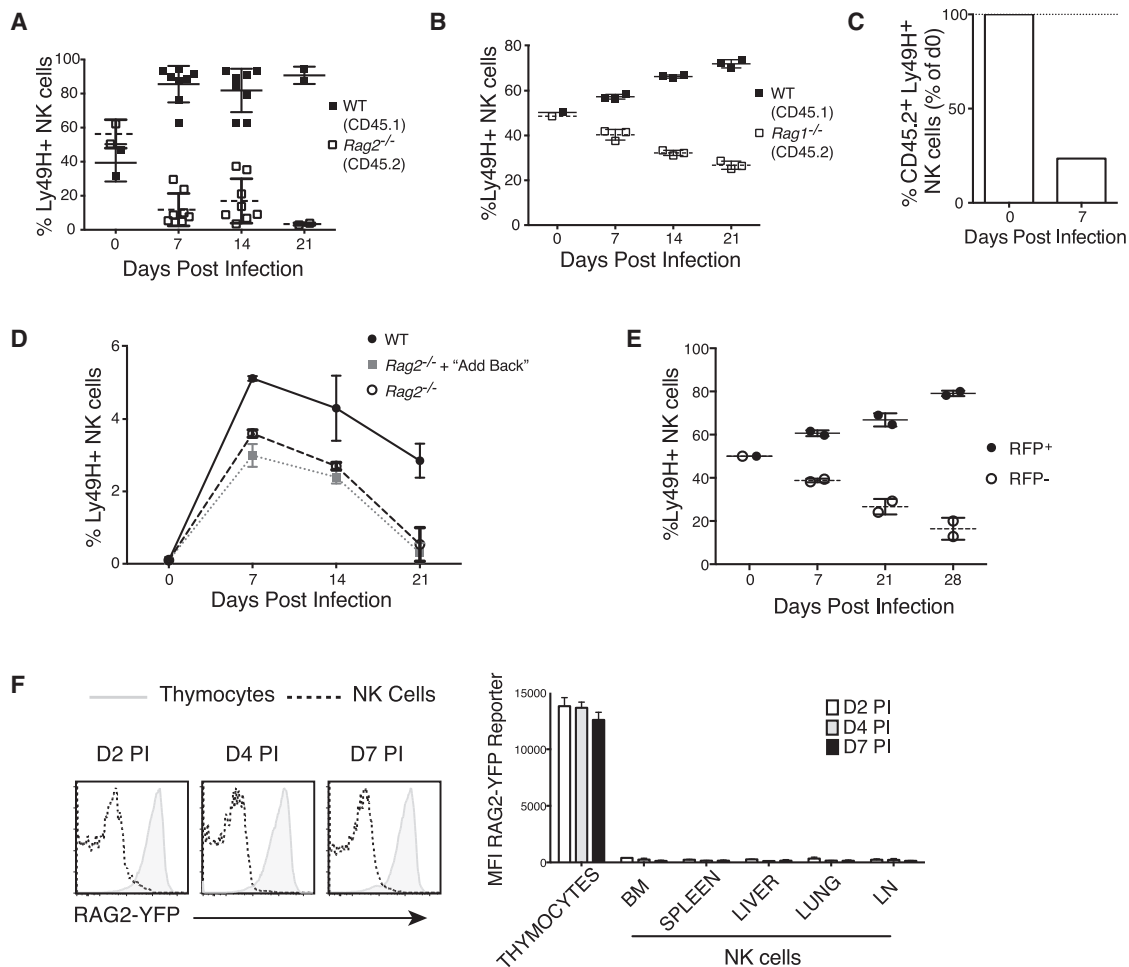 A
% Ly49H+ NK cells
100
80
60
40
20
0
0 7 14 21
Days Post Infection
WT
(CD45.1)
Rag2-/-
(CD45.2)
B
%Ly49H+ NK cells
80
60
40
20
0
0 7 14 21
Days Post Infection
WT
(CD45.1)
Rag1-/-
(CD45.2)
C
% CD45.2+ Ly49H+
NK cells (% of d0)
100
50
0
0 7
Days Post Infection
D
% Ly49H+ NK cells
6
4
2
0
0 7 14 21
Days Post Infection
WT
Rag2-/- + “Add Back”
Rag2-/-
E
%Ly49H+ NK cells
100
80
60
40
20
0
0 7 21 28
Days Post Infection
RFP+
RFP-
F
Thymocytes NK Cells
D2 PI D4 PI D7 PI
RAG2-YFP
MFI RAG2-YFP Reporter
15000
10000
5000
0
D2 PI
D4 PI
D7 PI
THYMOCYTES BM SPLEEN LIVER LUNG LN
NK cells